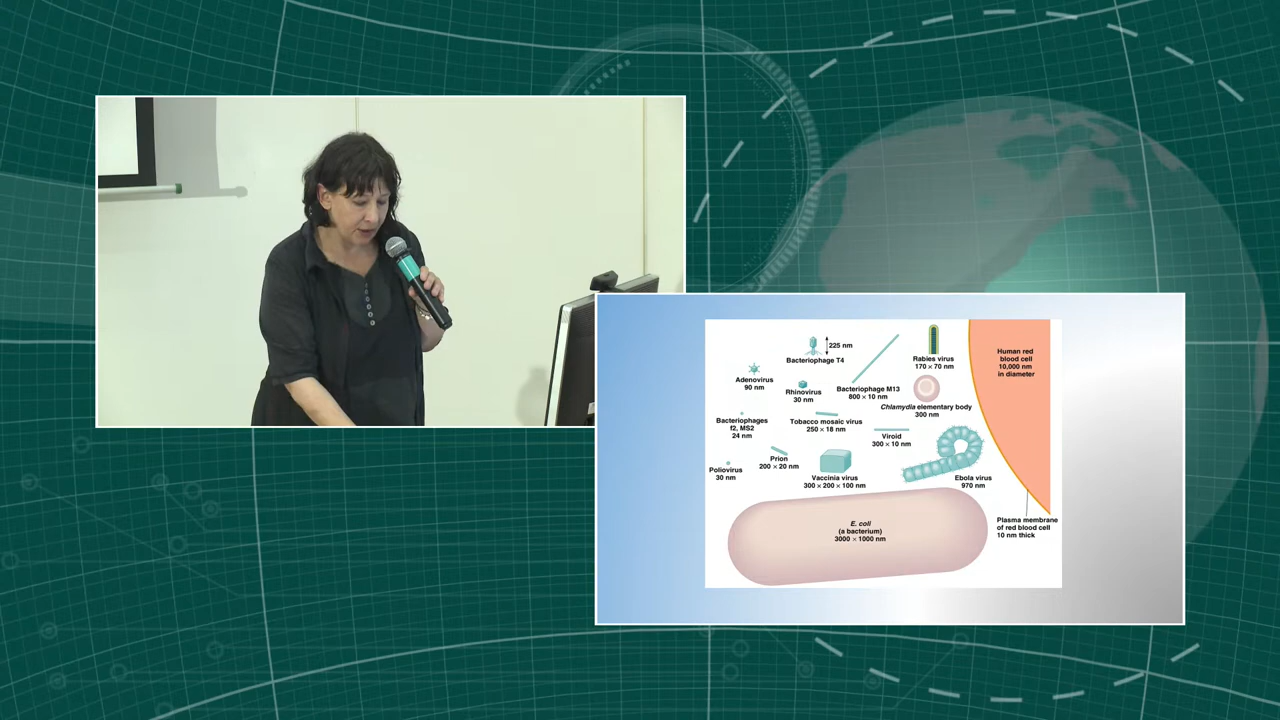 225 nm
Bacteriophage T4
Rabies virus
170 × 70 nm
Human red
blood cell
10,000 nm
in diameter
Adenovirus
90 nm
Rhinovirus
30 nm
Bacteriophage M13
800 × 10 nm
Chlamydia elementary body
300 nm
Bacteriophages
f2, MS2
24 nm
Tobacco mosaic virus
250 × 18 nm
Viroid
300 × 10 nm
Prion
200 × 20 nm
Poliovirus
30 nm
Vaccinia virus
300 × 200 × 100 nm
Ebola virus
970 nm
E. coli
(a bacterium)
3000 × 1000 nm
Plasma membrane
of red blood cell
10 nm thick